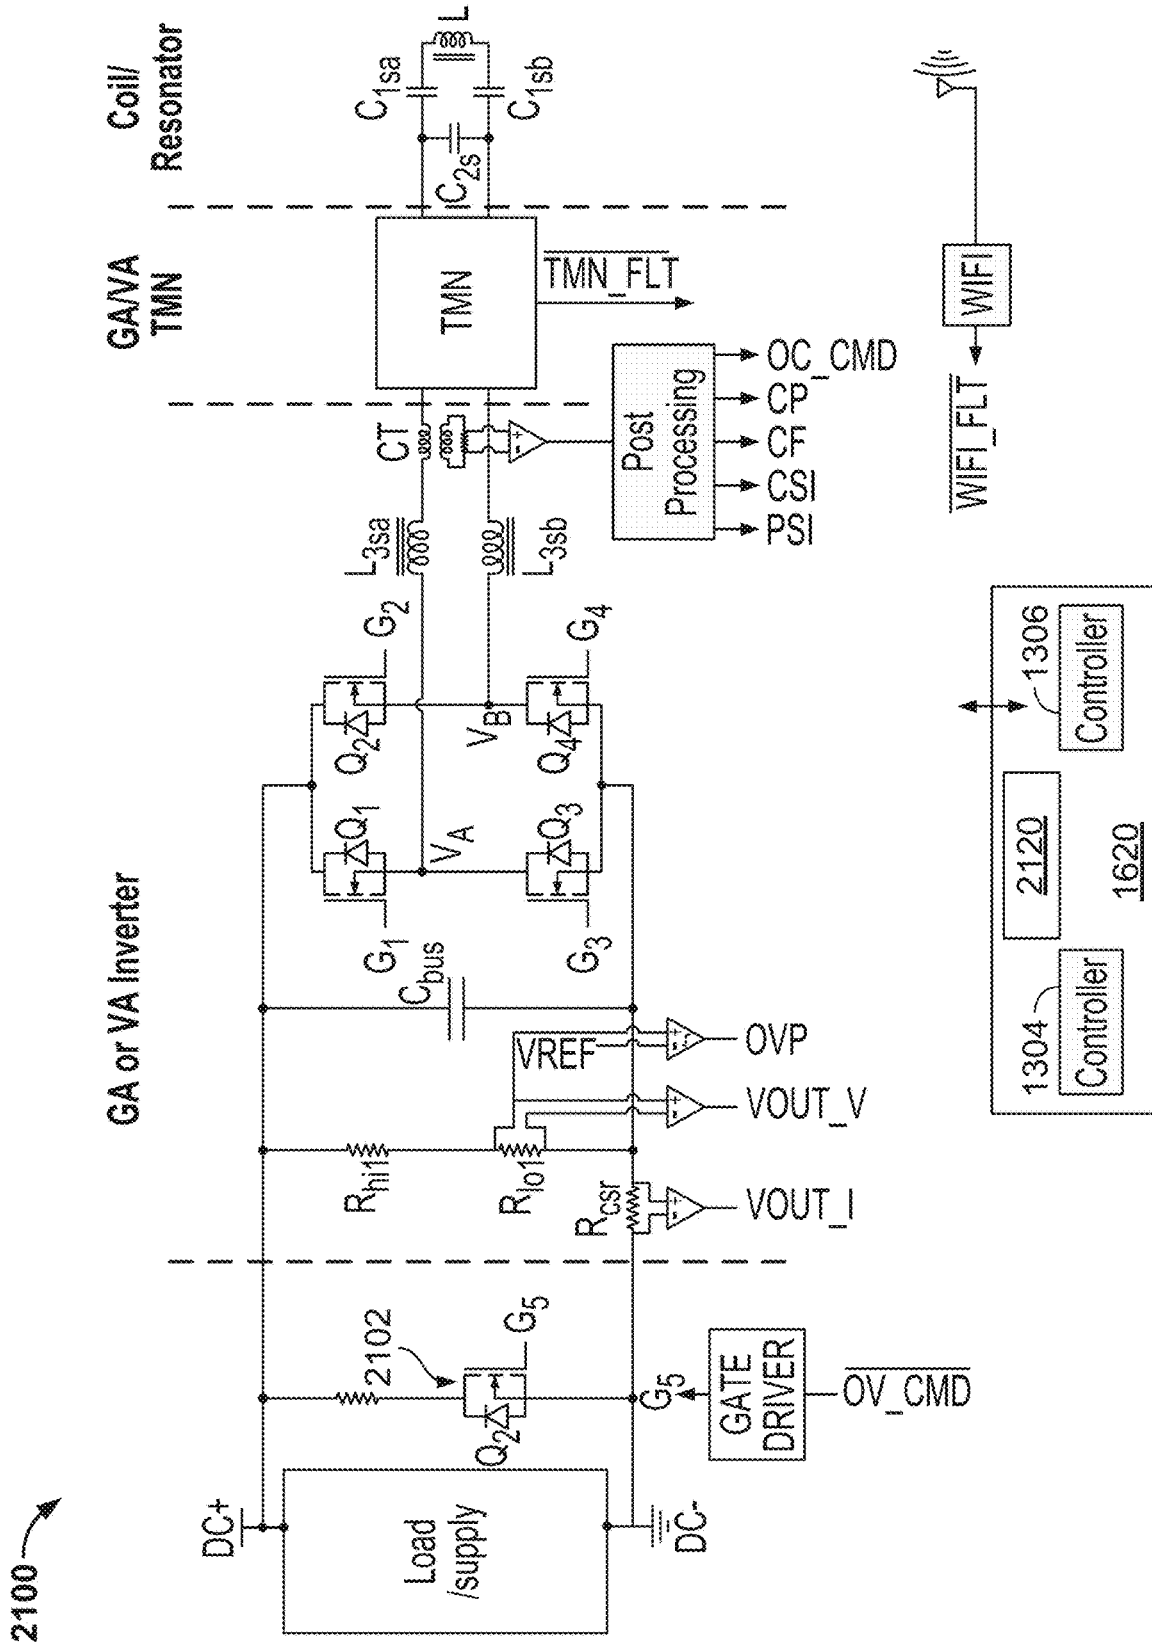 2100
GA or VA Inverter
GA/VA
TMN
Coil/
Resonator
DC+
Load
/supply
DC-
2102
Q2
G5
G5
GATE
DRIVER
OV_CMD
Rhi1
Rlo1
Rcsr
VOUT_I
VOUT_V
VREF
OVP
Cbus
G1
Q1
Q2
G2
VA
VB
G3
Q3
Q4
G4
L3sa
L3sb
CT
+
-
Post
Processing
PSI
CSI
CF
CP
OC_CMD
TMN
TMN_FLT
C2s
C1sa
C1sb
L
1304
Controller
2120
1620
1306
Controller
WIFI_FLT
WIFI